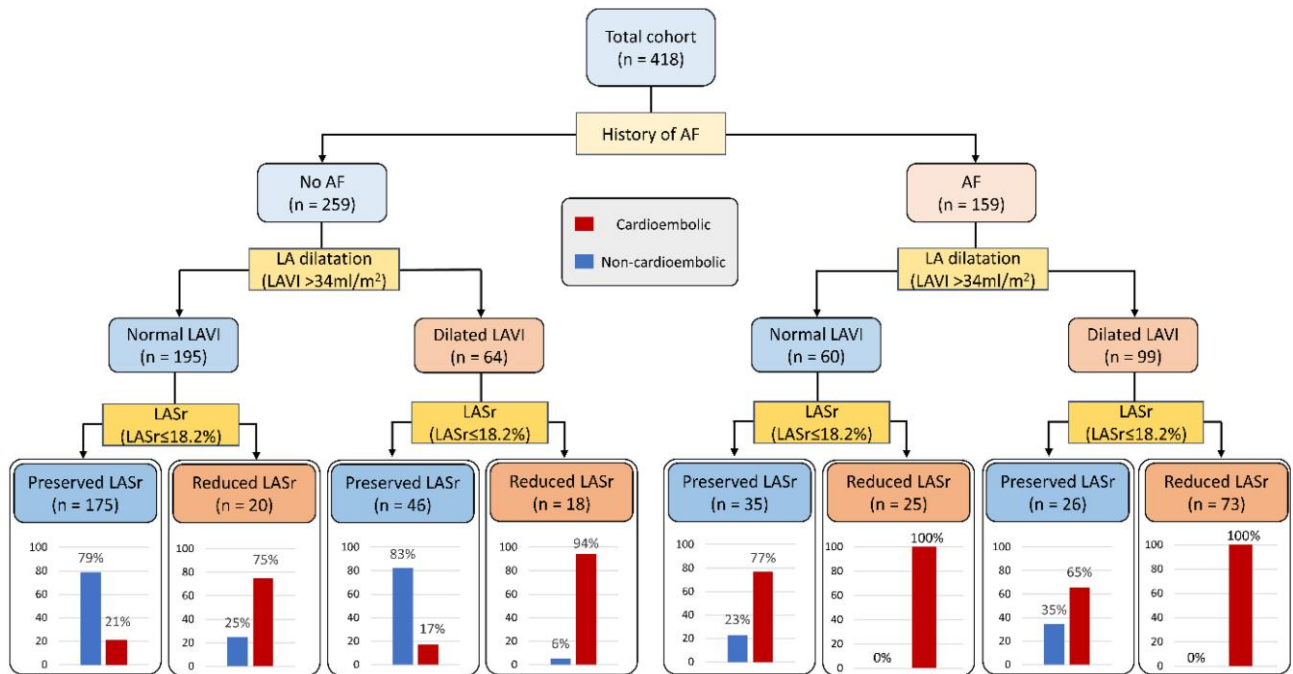 Total cohort
(n = 418)
History of AF
No AF
(n = 259)
AF
(n = 159)
Cardioembolic
Non-cardioembolic
LA dilatation
(LAVI >34ml/m²)
LA dilatation
(LAVI >34ml/m²)
Normal LAVI
(n = 195)
Dilated LAVI
(n = 64)
Normal LAVI
(n = 60)
Dilated LAVI
(n = 99)
LASr
(LASr≤18.2%)
LASr
(LASr≤18.2%)
LASr
(LASr≤18.2%)
LASr
(LASr≤18.2%)
Preserved LASr
(n = 175)
Reduced LASr
(n = 20)
Preserved LASr
(n = 46)
Reduced LASr
(n = 18)
Preserved LASr
(n = 35)
Reduced LASr
(n = 25)
Preserved LASr
(n = 26)
Reduced LASr
(n = 73)
100
80
60
40
20
0
79%
21%
100
80
60
40
20
0
25%
75%
100
80
60
40
20
0
83%
17%
100
80
60
40
20
0
6%
94%
100
80
60
40
20
0
23%
77%
100
80
60
40
20
0
0%
100%
100
80
60
40
20
0
35%
65%
100
80
60
40
20
0
0%
100%